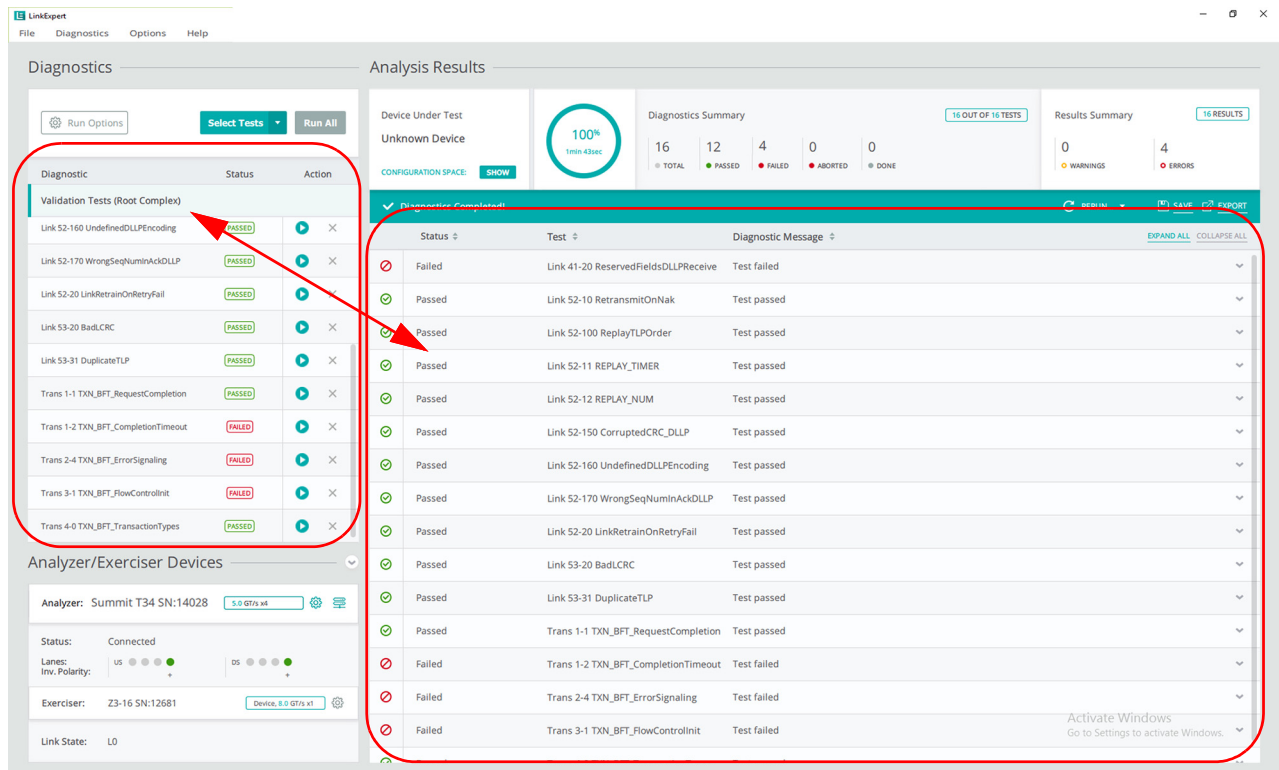 LinkExpert
File Diagnostics Options Help
Diagnostics
Run Options Select Tests Run All
Diagnostic Status Action
Validation Tests (Root Complex)
Link 52-160 UndefinedDLLPEncoding PASSED
Link 52-170 WrongSeqNumInAckDLLP PASSED
Link 52-20 LinkRetrainOnRetryFail PASSED
Link 53-20 BadLCRC PASSED
Link 53-31 DuplicateTLP PASSED
Trans 1-1 TXN_BFT_RequestCompletion PASSED
Trans 1-2 TXN_BFT_CompletionTimeout FAILED
Trans 2-4 TXN_BFT_ErrorSignaling FAILED
Trans 3-1 TXN_BFT_FlowControlInit FAILED
Trans 4-0 TXN_BFT_TransactionTypes PASSED
Analyzer/Exerciser Devices
Analyzer: Summit T34 SN:14028 5.0 GT/s x4
Status: Connected
Lanes: US DS
Inv. Polarity: + +
Exerciser: Z3-16 SN:12681 Device, 8.0 GT/s x1
Link State: L0
Analysis Results
Device Under Test
Unknown Device
CONFIGURATION SPACE: SHOW
100%
1min 43sec
Diagnostics Summary 16 OUT OF 16 TESTS
16 12 4 0 0
TOTAL PASSED FAILED ABORTED DONE
Results Summary 16 RESULTS
0 4
WARNINGS ERRORS
Diagnostics Completed! RERUN SAVE EXPORT
Status Test Diagnostic Message EXPAND ALL COLLAPSE ALL
Failed Link 41-20 ReservedFieldsDLLPReceive Test failed
Passed Link 52-10 RetransmitOnNak Test passed
Passed Link 52-100 ReplayTLPOrder Test passed
Passed Link 52-11 REPLAY_TIMER Test passed
Passed Link 52-12 REPLAY_NUM Test passed
Passed Link 52-150 CorruptedCRC_DLLP Test passed
Passed Link 52-160 UndefinedDLLPEncoding Test passed
Passed Link 52-170 WrongSeqNumInAckDLLP Test passed
Passed Link 52-20 LinkRetrainOnRetryFail Test passed
Passed Link 53-20 BadLCRC Test passed
Passed Link 53-31 DuplicateTLP Test passed
Passed Trans 1-1 TXN_BFT_RequestCompletion Test passed
Failed Trans 1-2 TXN_BFT_CompletionTimeout Test failed
Failed Trans 2-4 TXN_BFT_ErrorSignaling Test failed
Failed Trans 3-1 TXN_BFT_FlowControlInit Test failed
Activate Windows
Go to Settings to activate Windows.